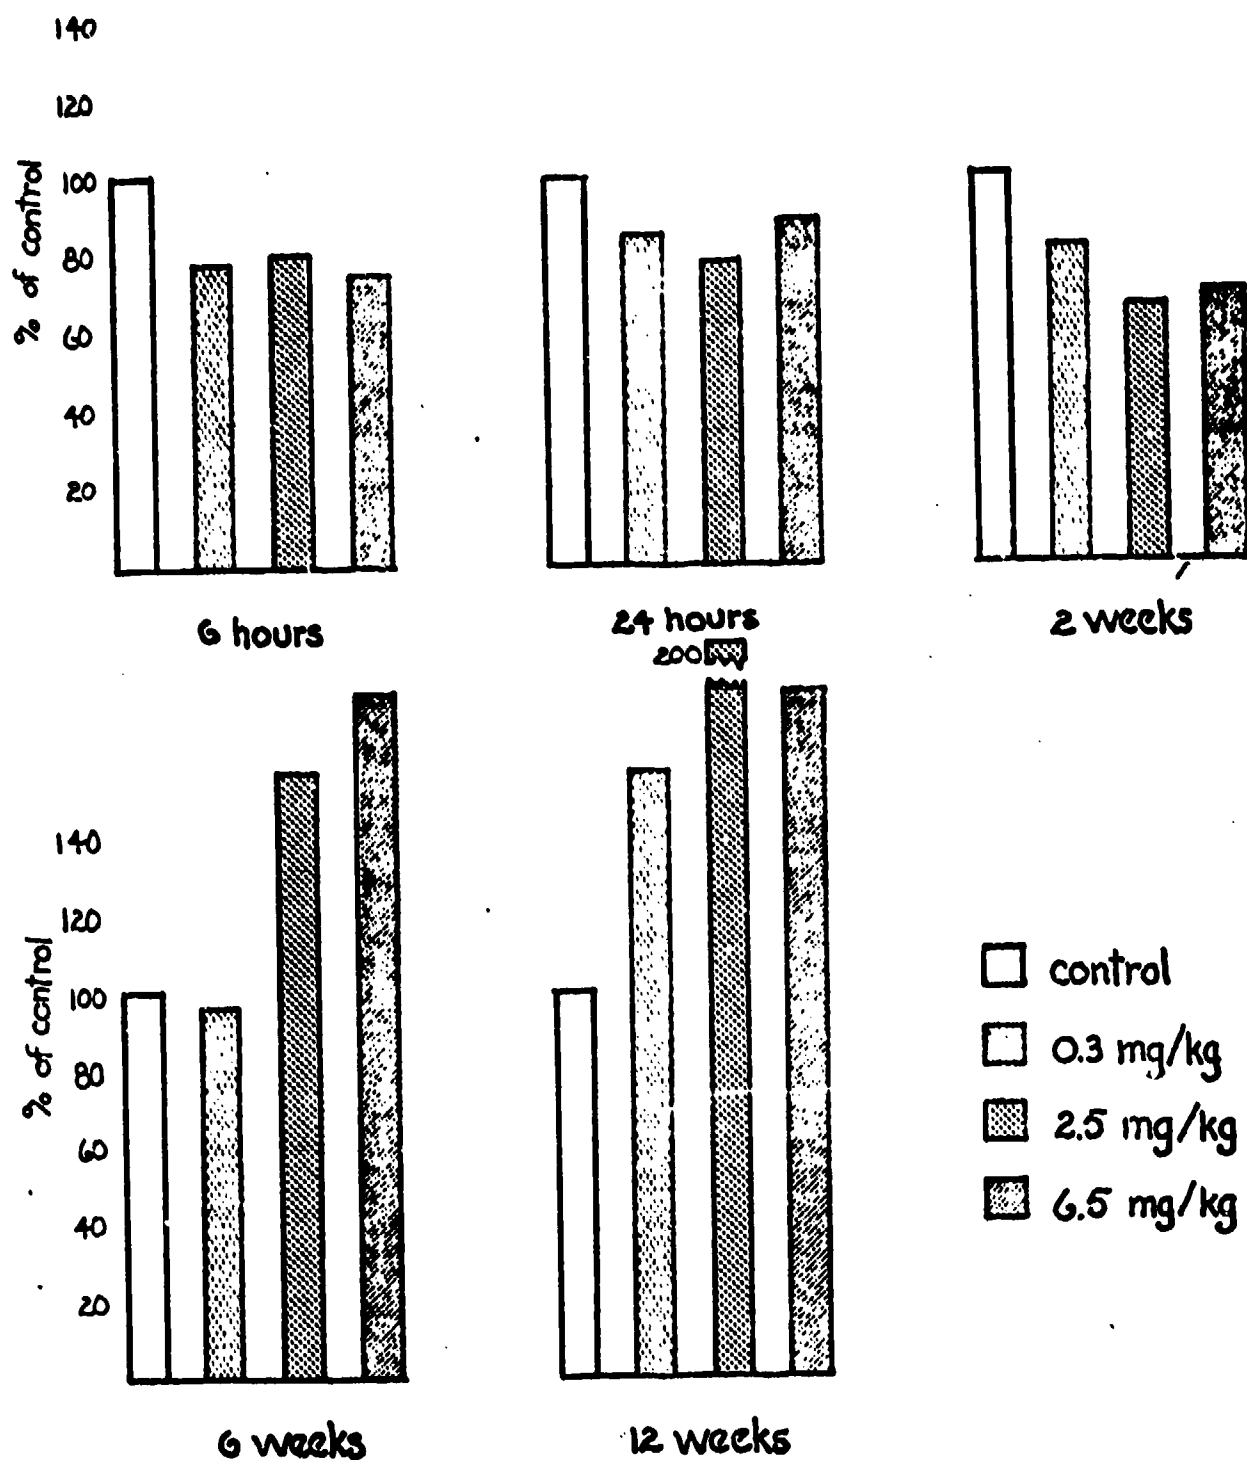 140
120
100
80
60
40
20
% of control
6 hours
24 hours
2 weeks
200
140
120
100
80
60
40
20
% of control
6 weeks
12 weeks
control
0.3 mg/kg
2.5 mg/kg
6.5 mg/kg